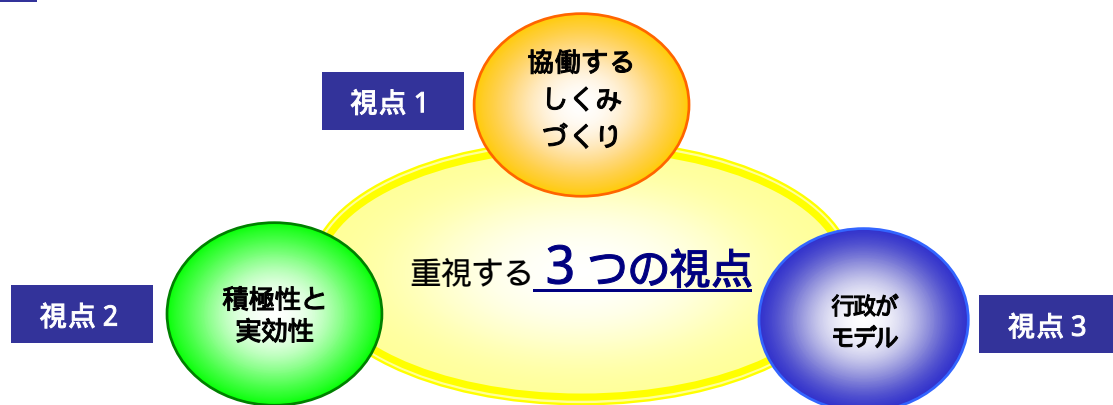 視点 1
協働する
しくみ
づくり
重視する 3 つの視点
視点 2
積極性と
実効性
行政が
モデル
視点 3